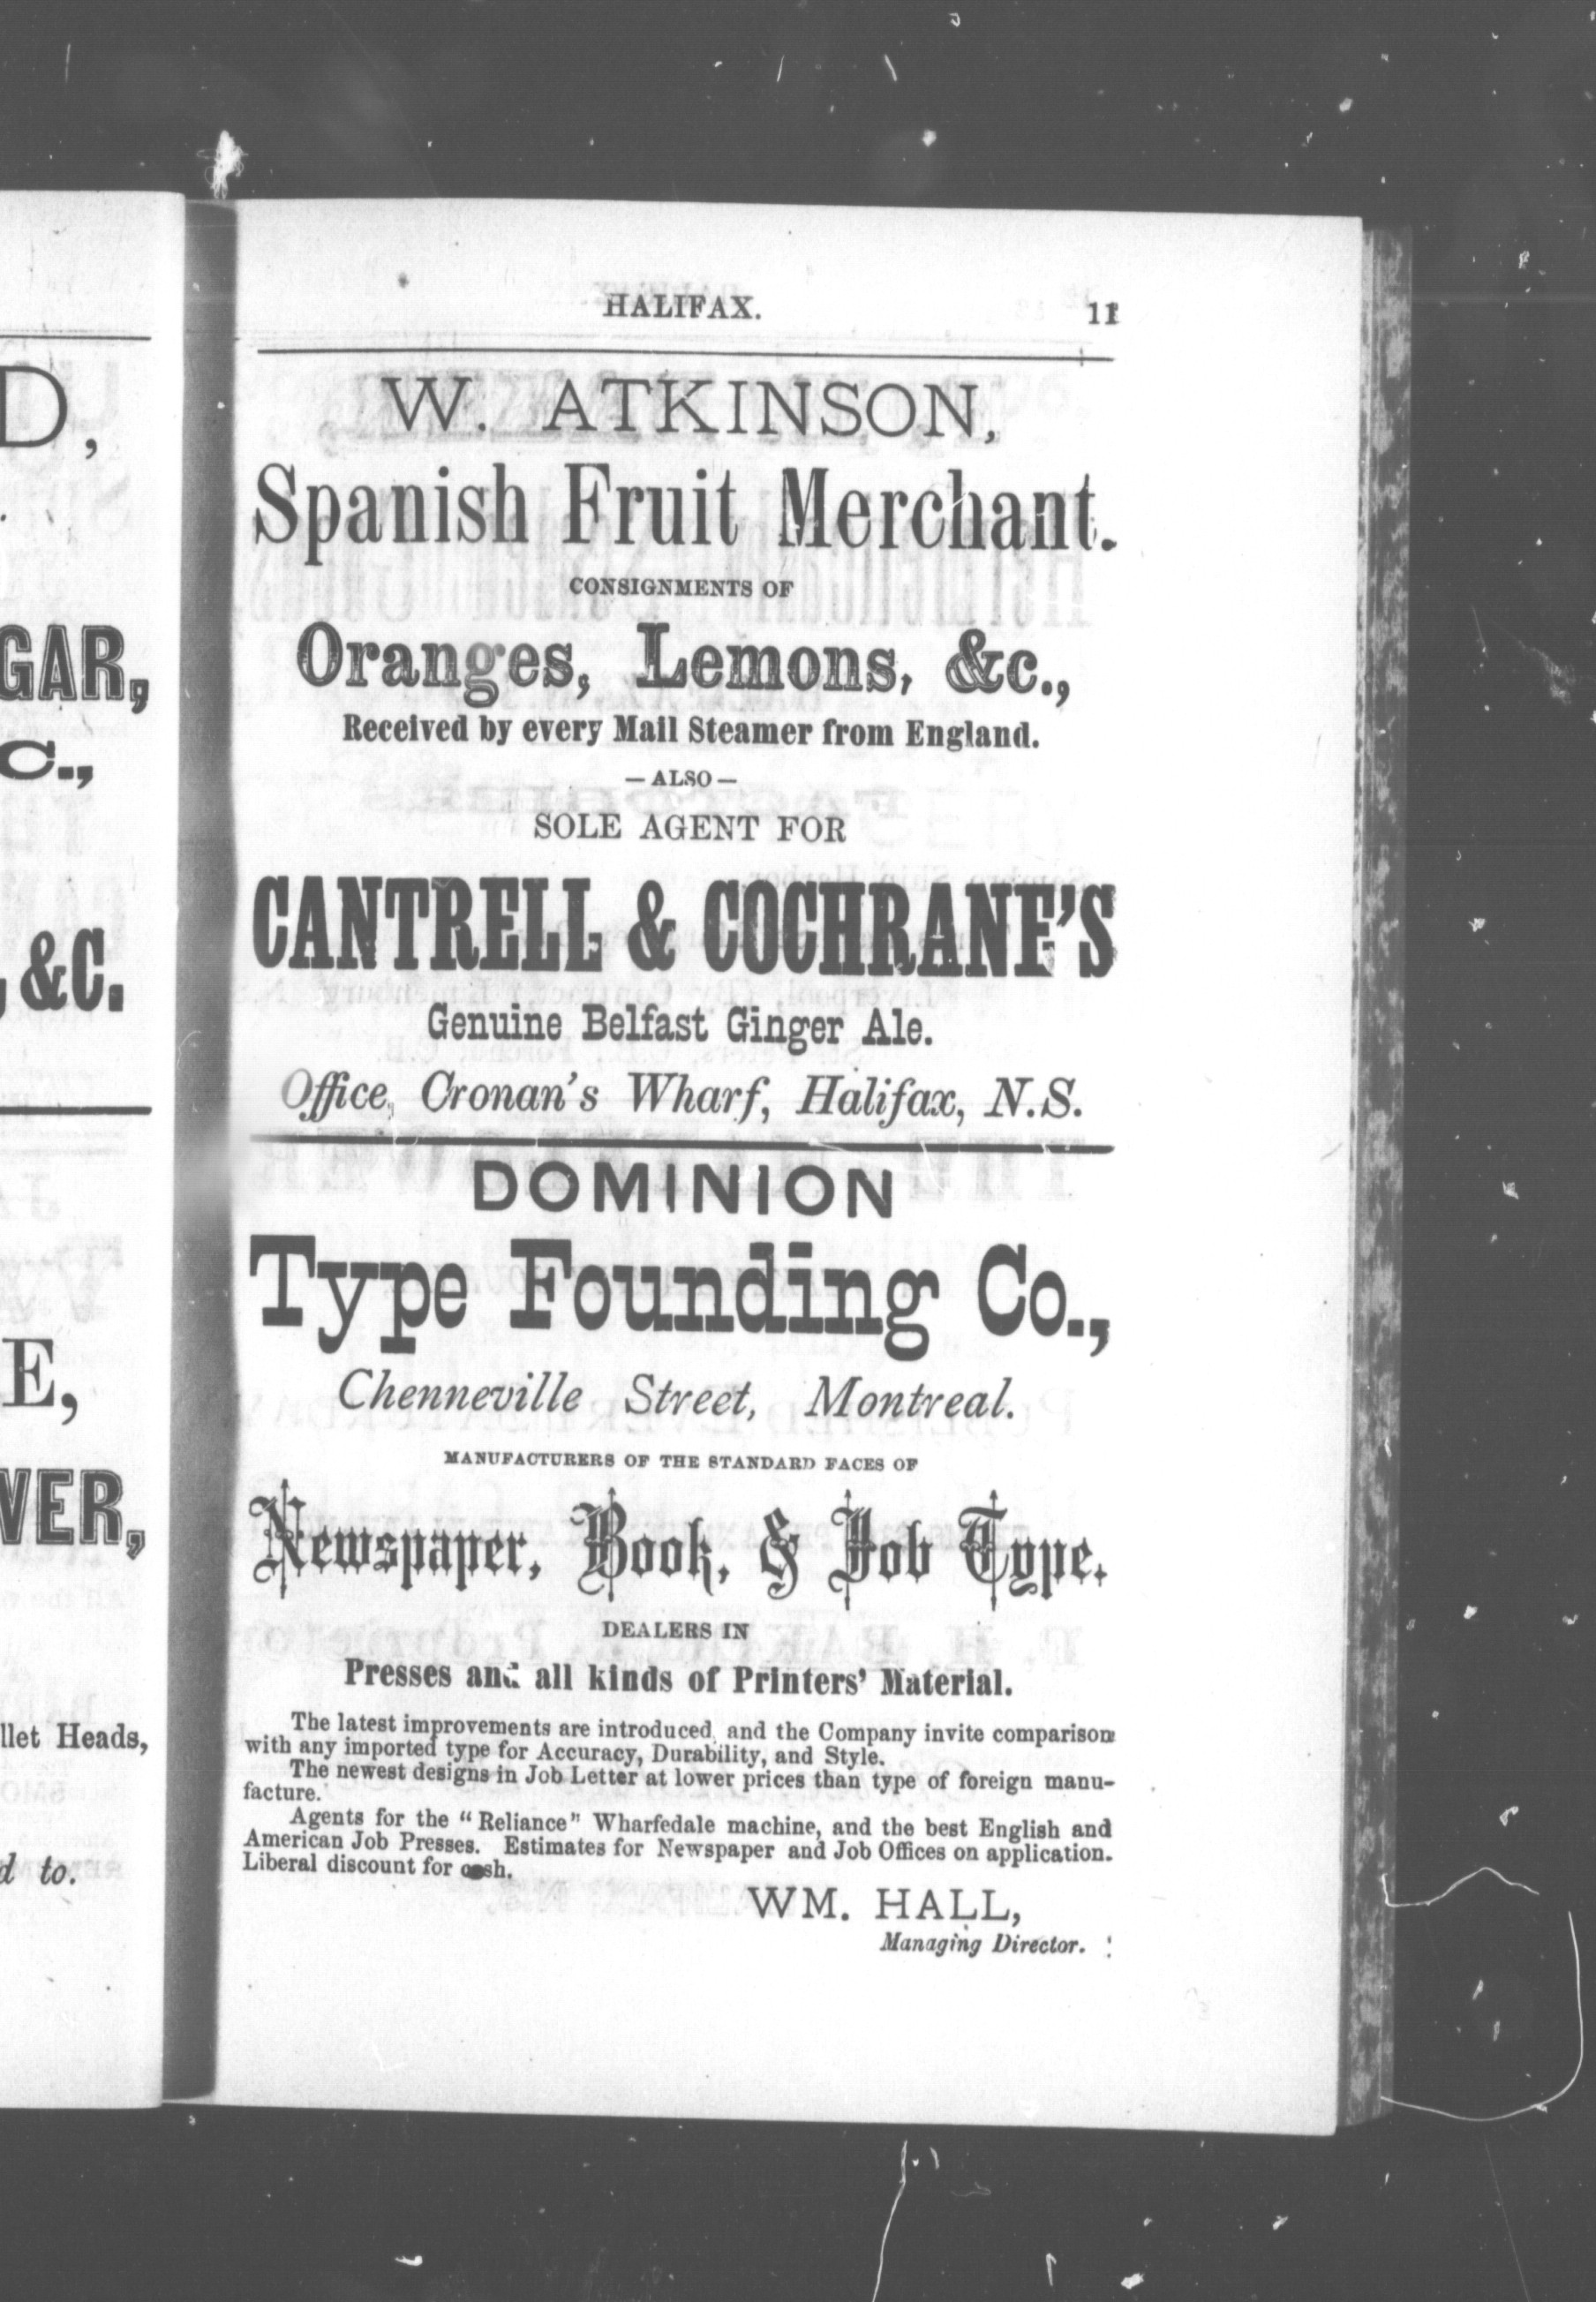 HALIFAX. 11
W. ATKINSON,
Spanish Fruit Merchant.
CONSIGNMENTS OF
Oranges, Lemons, &c.,
Received by every Mail Steamer from England.
— ALSO —
SOLE AGENT FOR
CANTRELL & COCHRANE'S
Genuine Belfast Ginger Ale.
Office, Cronan's Wharf, Halifax, N.S.
DOMINION
Type Founding Co.,
Chenneville Street, Montreal.
MANUFACTURERS OF THE STANDARD FACES OF
Newspaper, Book, & Job Type.
DEALERS IN
Presses and all kinds of Printers' Material.
The latest improvements are introduced, and the Company invite comparison
with any imported type for Accuracy, Durability, and Style.
The newest designs in Job Letter at lower prices than type of foreign manu-
facture.
Agents for the "Reliance" Wharfedale machine, and the best English and
American Job Presses. Estimates for Newspaper and Job Offices on application.
Liberal discount for cash.
WM. HALL,
Managing Director.
D,
GAR,
C.,
, &C.
E,
VER,
llet Heads,
d to.